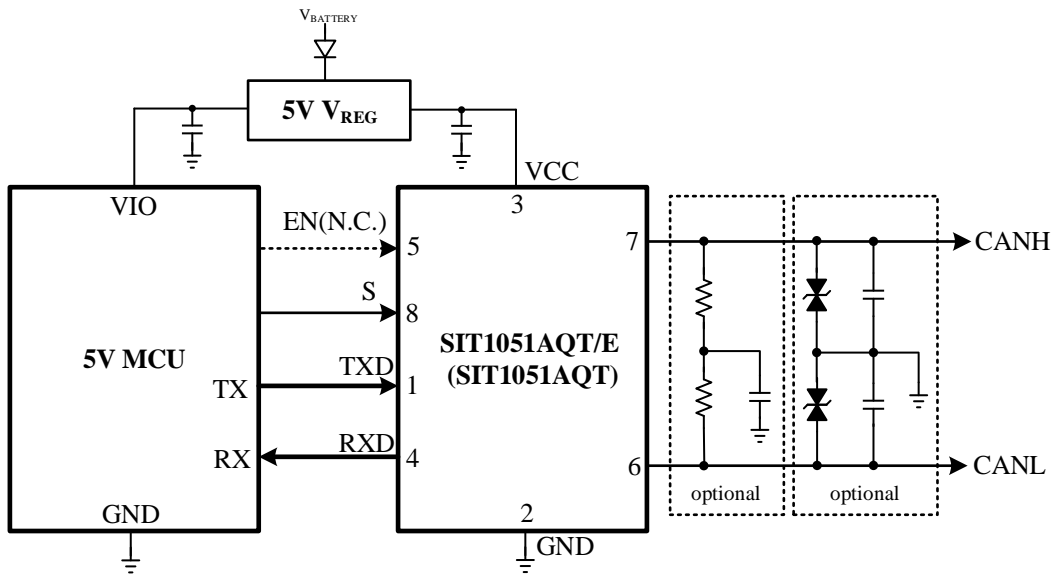 VBATTERY
5V VREG
VCC
VIO
3
EN(N.C.)
5
7
CANH
S
8
5V MCU
SIT1051AQT/E
(SIT1051AQT)
TX
TXD
1
RX
RXD
4
6
CANL
optional
optional
GND
2
GND